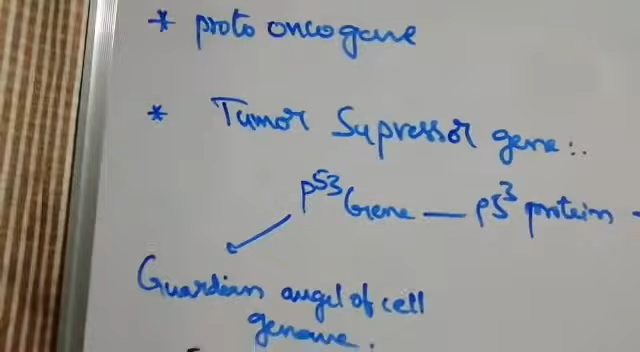 * proto oncogene
* Tumor Supressor gene:.
P53 Gene — P53 protein -
Guardian angel of cell
genome.